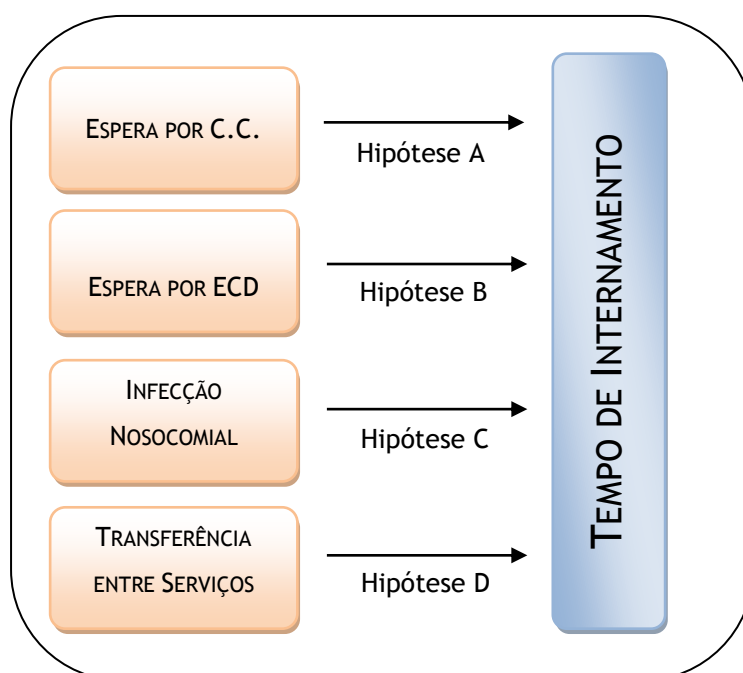 ESPERA POR C.C.
Hipótese A
ESPERA POR ECD
Hipótese B
INFECÇÃO
NOSOCOMIAL
Hipótese C
TRANSFERÊNCIA
ENTRE SERVIÇOS
Hipótese D
TEMPO DE INTERNAMENTO